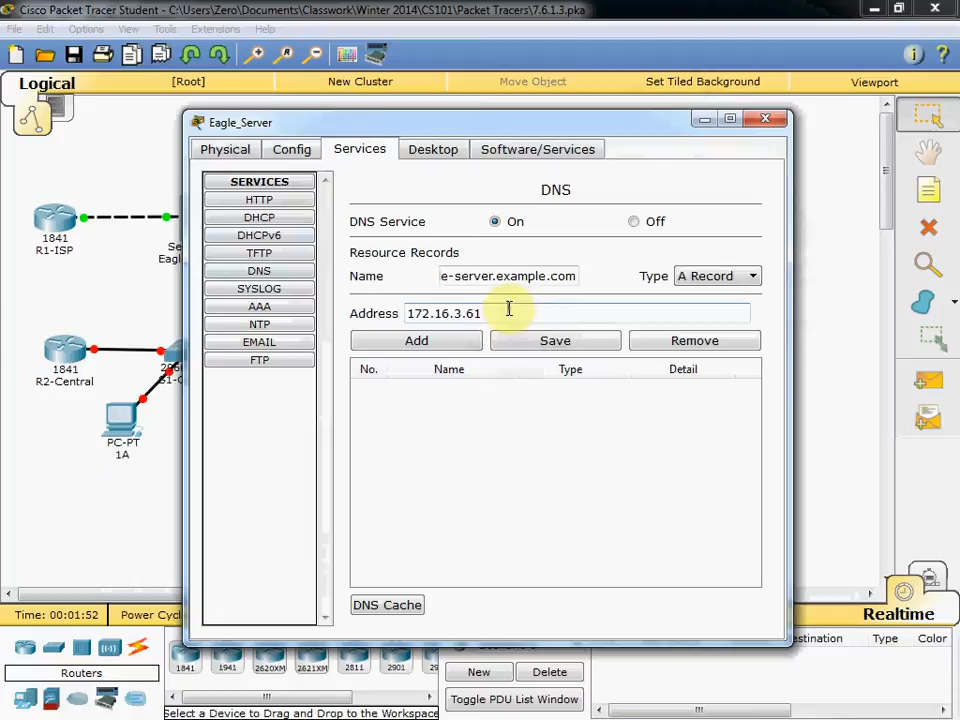 Cisco Packet Tracer Student - C:\Users\Zero\Documents\Classwork\Winter 2014\CS101\Packet Tracers\7.6.1.3.pka
File Edit Options View Tools Extensions Help
Logical [Root] New Cluster Move Object Set Tiled Background Viewport
Eagle_Server
Physical Config Services Desktop Software/Services
SERVICES
HTTP
DHCP
DHCPv6
TFTP
DNS
SYSLOG
AAA
NTP
EMAIL
FTP
DNS
DNS Service On Off
Resource Records
Name e-server.example.com Type A Record
Address 172.16.3.61
Add Save Remove
No. Name Type Detail
DNS Cache
1841
R1-ISP
Se
Eagl
1841
R2-Central
PC-PT
1A
Time: 00:01:52 Power Cycl
Realtime
Routers
1841 1941 2620XM 2621XM 2811 2901 29
Select a Device to Drag and Drop to the Workspace
New Delete
Toggle PDU List Window
estination Type Color